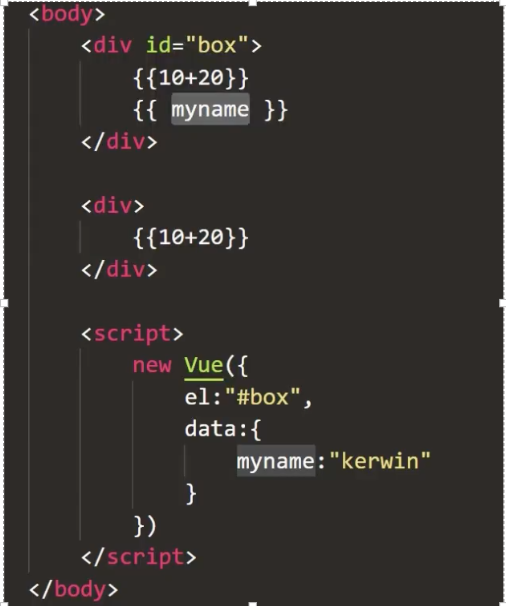 <body>
<div id="box">
{{10+20}}
{{ myname }}
</div>
<div>
{{10+20}}
</div>
<script>
new Vue({
el:"#box",
data:{
myname:"kerwin"
}
})
</script>
</body>